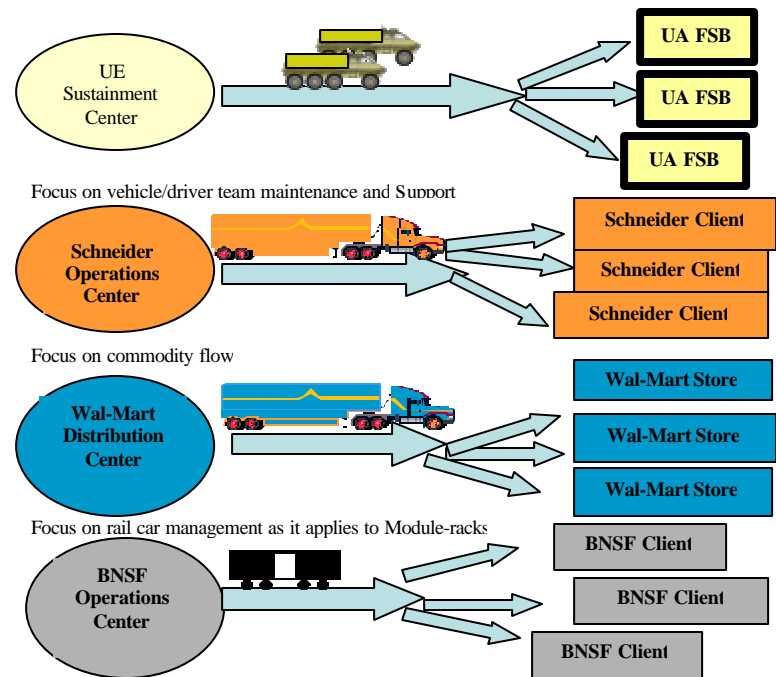 UE
Sustainment
Center
UA FSB
UA FSB
UA FSB
Focus on vehicle/driver team maintenance and Support
Schneider
Operations
Center
Schneider Client
Schneider Client
Schneider Client
Focus on commodity flow
Wal-Mart
Distribution
Center
Wal-Mart Store
Wal-Mart Store
Wal-Mart Store
Focus on rail car management as it applies to Module-racks
BNSF
Operations
Center
BNSF Client
BNSF Client
BNSF Client